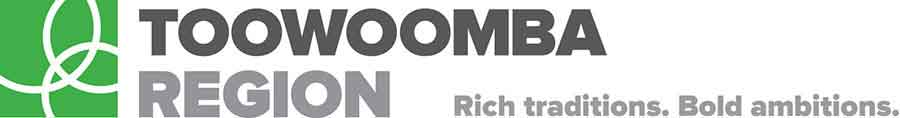 TOOWOOMBA
REGION
Rich traditions. Bold ambitions.